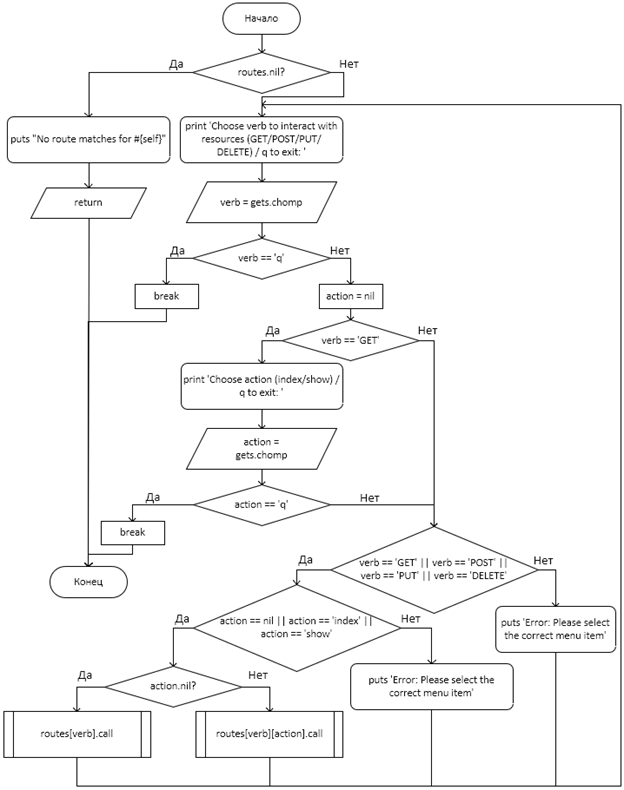 Начало
Да
Нет
routes.nil?
puts "No route matches for #{self}"
print 'Choose verb to interact with
resources (GET/POST/PUT/
DELETE) / q to exit: '
return
verb = gets.chomp
Да
Нет
verb == 'q'
break
action = nil
Да
Нет
verb == 'GET'
print 'Choose action (index/show) /
q to exit: '
action =
gets.chomp
Да
Нет
action == 'q'
break
Конец
Да
Нет
verb == 'GET' || verb == 'POST' ||
verb == 'PUT' || verb == 'DELETE'
puts 'Error: Please select
the correct menu item'
Да
Нет
action == nil || action == 'index' ||
action == 'show'
puts 'Error: Please select the
correct menu item'
Да
Нет
action.nil?
routes[verb].call
routes[verb][action].call